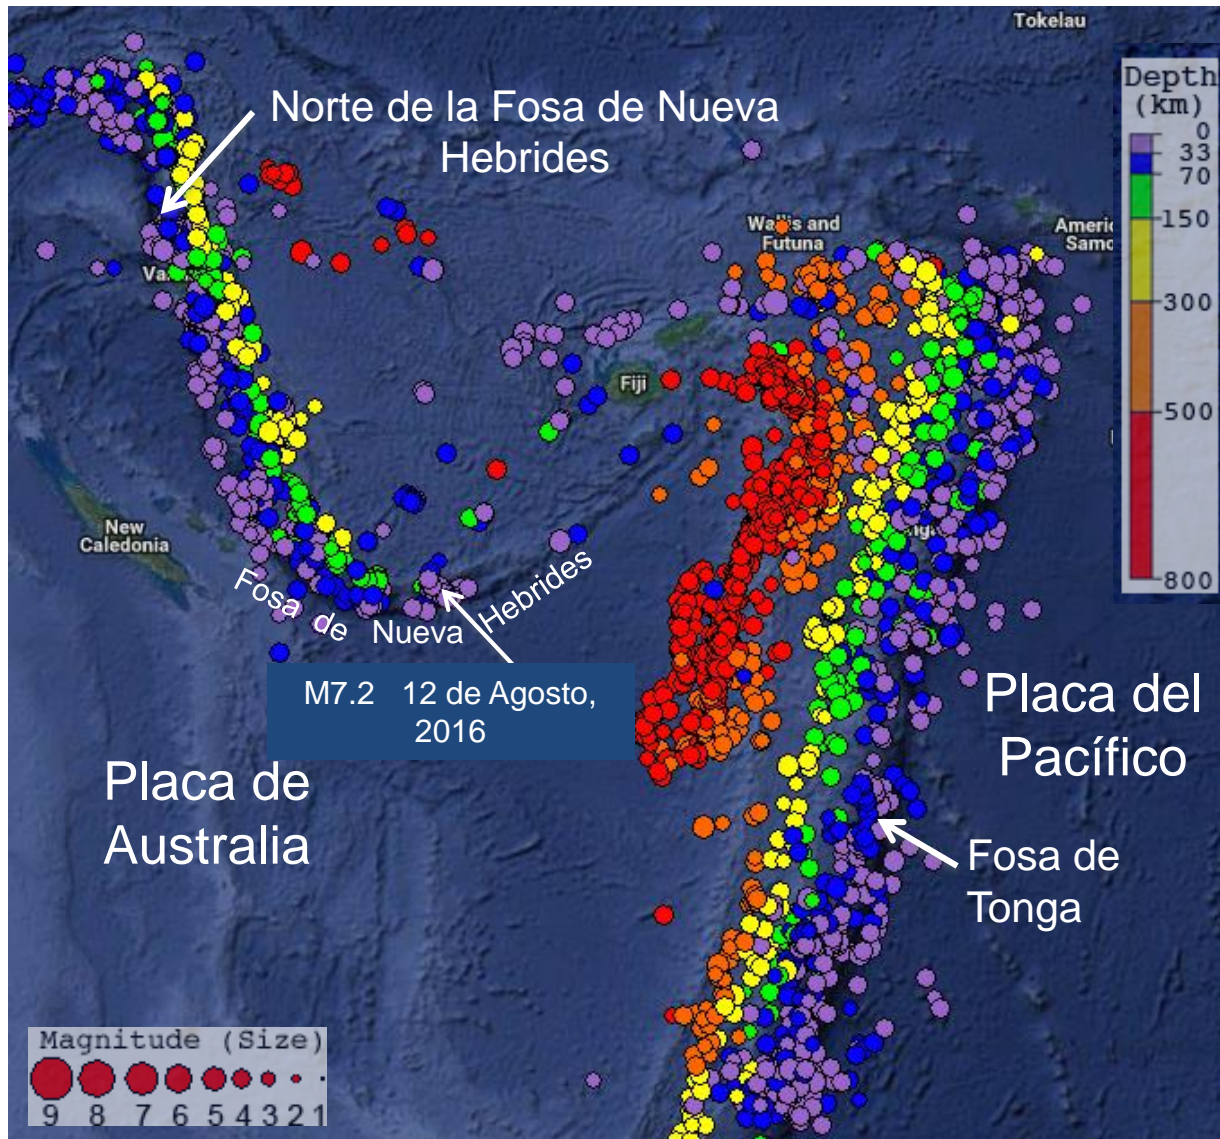 Tokelau
Depth
(km)
0
33
70
150
300
500
800
Norte de la Fosa de Nueva
Hebrides
Wallis and
Futuna
Fiji
New
Caledonia
Fosa de Nueva Hebrides
M7.2 12 de Agosto,
2016
Placa del
Pacífico
Placa de
Australia
Fosa de
Tonga
Magnitude (Size)
9 8 7 6 5 4 3 2 1